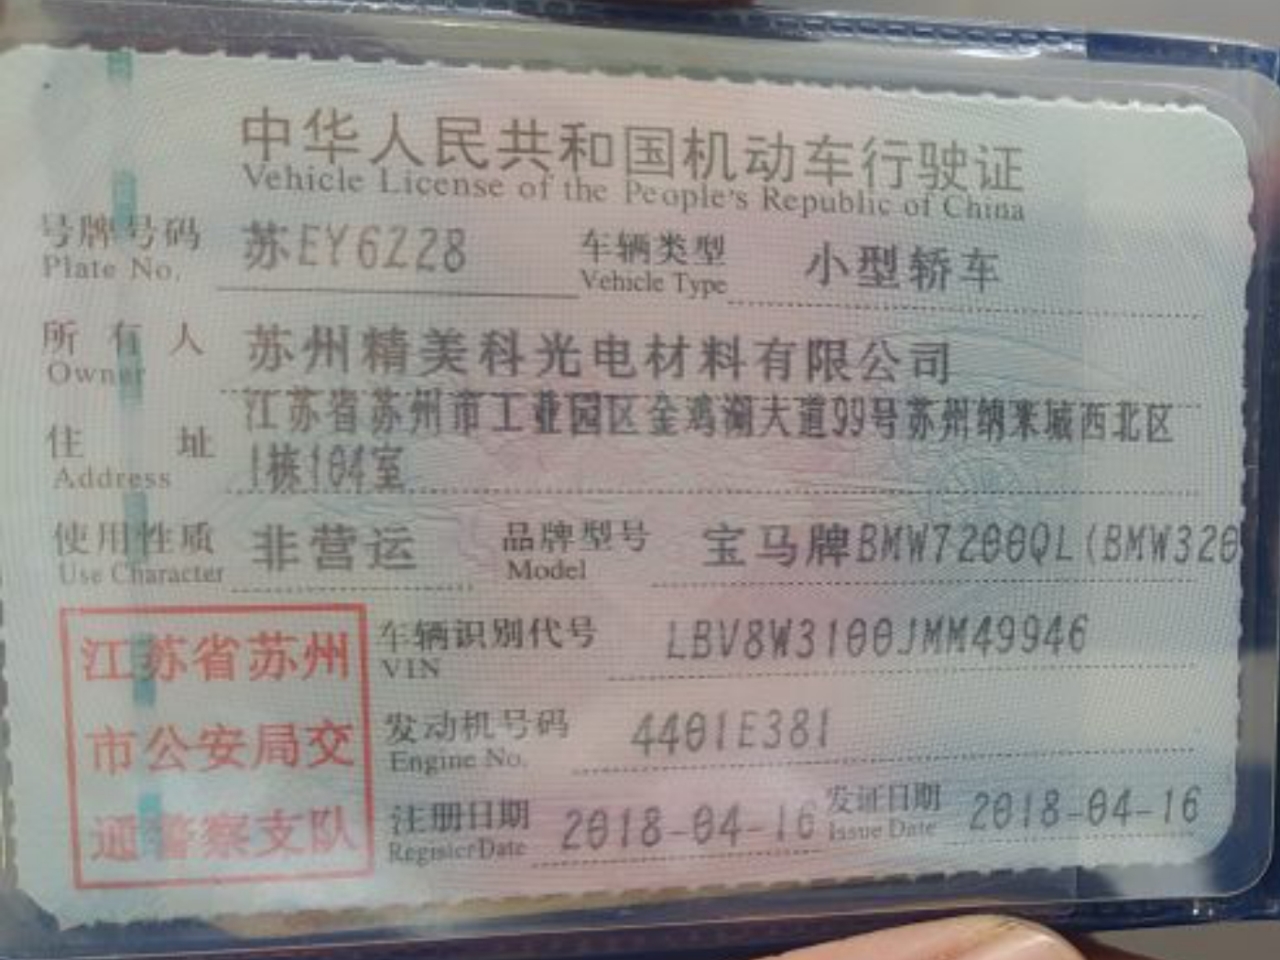 中华人民共和国机动车行驶证
Vehicle License of the People's Republic of China
号牌号码 苏EY6Z28 车辆类型 小型轿车
Plate No. Vehicle Type
所有人 苏州精美科光电材料有限公司
Owner
住址 江苏省苏州市工业园区金鸡湖大道99号苏州纳米城西北区
Address 1栋104室
使用性质 非营运 品牌型号 宝马牌BMW7200QL(BMW320
Use Character Model
江苏省苏州
市公安局交
通警察支队
车辆识别代号 LBV8W3100JMM49946
VIN
发动机号码 4401E381
Engine No.
注册日期 2018-04-16 发证日期 2018-04-16
Register Date Issue Date